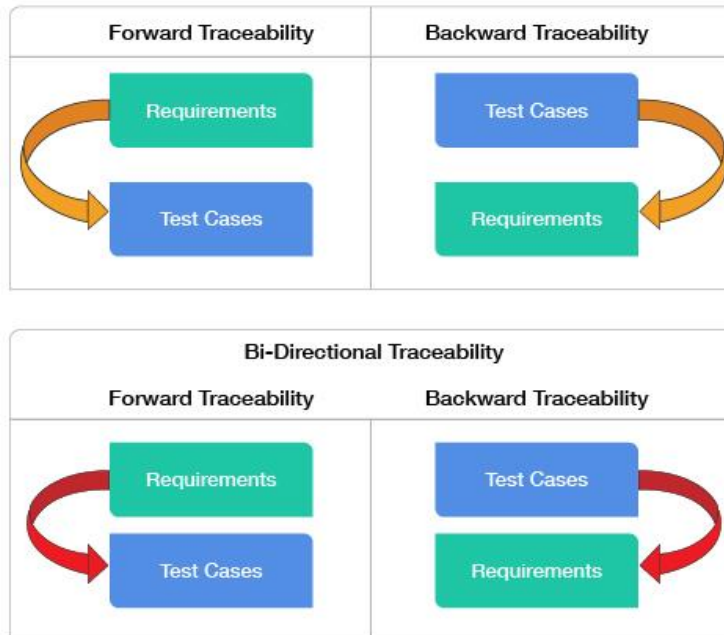 Forward Traceability
Backward Traceability
Requirements
Test Cases
Test Cases
Requirements
Bi-Directional Traceability
Forward Traceability
Backward Traceability
Requirements
Test Cases
Test Cases
Requirements